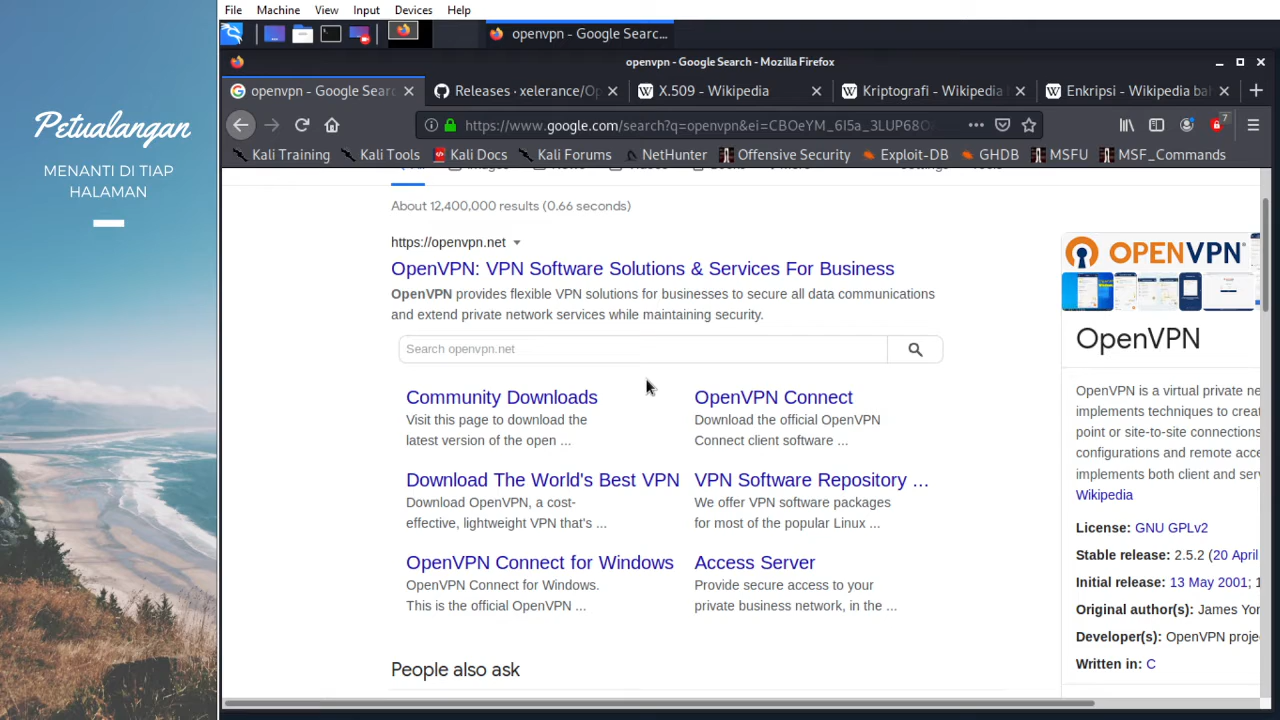 Petualangan
MENANTI DI TIAP
HALAMAN
File Machine View Input Devices Help
openvpn - Google Searc...
openvpn - Google Search - Mozilla Firefox
openvpn - Google Sear
Releases · xelerance/Op
X.509 - Wikipedia
Kriptografi - Wikipedia
Enkripsi - Wikipedia bah
https://www.google.com/search?q=openvpn&ei=CBOeYM_6I5a_3LUP68O
7
Kali Training Kali Tools Kali Docs Kali Forums NetHunter Offensive Security Exploit-DB GHDB MSFU MSF_Commands
About 12,400,000 results (0.66 seconds)
https://openvpn.net
OpenVPN: VPN Software Solutions & Services For Business
OpenVPN provides flexible VPN solutions for businesses to secure all data communications
and extend private network services while maintaining security.
Search openvpn.net
Community Downloads
Visit this page to download the
latest version of the open ...
OpenVPN Connect
Download the official OpenVPN
Connect client software ...
Download The World's Best VPN
Download OpenVPN, a cost-
effective, lightweight VPN that's ...
VPN Software Repository ...
We offer VPN software packages
for most of the popular Linux ...
OpenVPN Connect for Windows
OpenVPN Connect for Windows.
This is the official OpenVPN ...
Access Server
Provide secure access to your
private business network, in the ...
People also ask
OPENVPN
OpenVPN
OpenVPN is a virtual private ne
implements techniques to creat
point or site-to-site connections
configurations and remote acce
implements both client and serv
Wikipedia
License: GNU GPLv2
Stable release: 2.5.2 (20 April
Initial release: 13 May 2001; 1
Original author(s): James Yon
Developer(s): OpenVPN proje
Written in: C